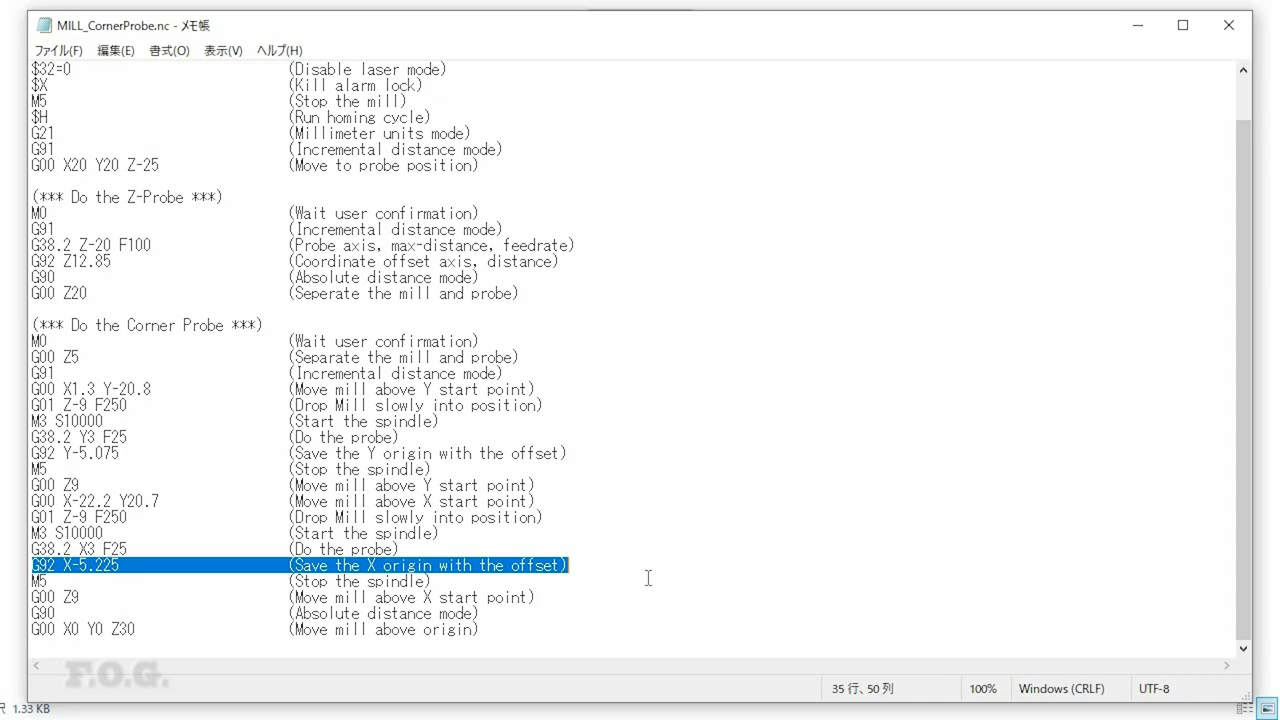 MILL_CornerProbe.nc - メモ帳
ファイル(F) 編集(E) 書式(O) 表示(V) ヘルプ(H)
$32=0 (Disable laser mode)
$X (Kill alarm lock)
M5 (Stop the mill)
$H (Run homing cycle)
G21 (Millimeter units mode)
G91 (Incremental distance mode)
G00 X20 Y20 Z-25 (Move to probe position)
(*** Do the Z-Probe ***)
M0 (Wait user confirmation)
G91 (Incremental distance mode)
G38.2 Z-20 F100 (Probe axis, max-distance, feedrate)
G92 Z12.85 (Coordinate offset axis, distance)
G90 (Absolute distance mode)
G00 Z20 (Seperate the mill and probe)
(*** Do the Corner Probe ***)
M0 (Wait user confirmation)
G00 Z5 (Separate the mill and probe)
G91 (Incremental distance mode)
G00 X1.3 Y-20.8 (Move mill above Y start point)
G01 Z-9 F250 (Drop Mill slowly into position)
M3 S10000 (Start the spindle)
G38.2 Y3 F25 (Do the probe)
G92 Y-5.075 (Save the Y origin with the offset)
M5 (Stop the spindle)
G00 Z9 (Move mill above Y start point)
G00 X-22.2 Y20.7 (Move mill above X start point)
G01 Z-9 F250 (Drop Mill slowly into position)
M3 S10000 (Start the spindle)
G38.2 X3 F25 (Do the probe)
G92 X-5.225 (Save the X origin with the offset)
M5 (Stop the spindle)
G00 Z9 (Move mill above X start point)
G90 (Absolute distance mode)
G00 X0 Y0 Z30 (Move mill above origin)
F.O.G.
35 行、50 列 100% Windows (CRLF) UTF-8
1.33 KB